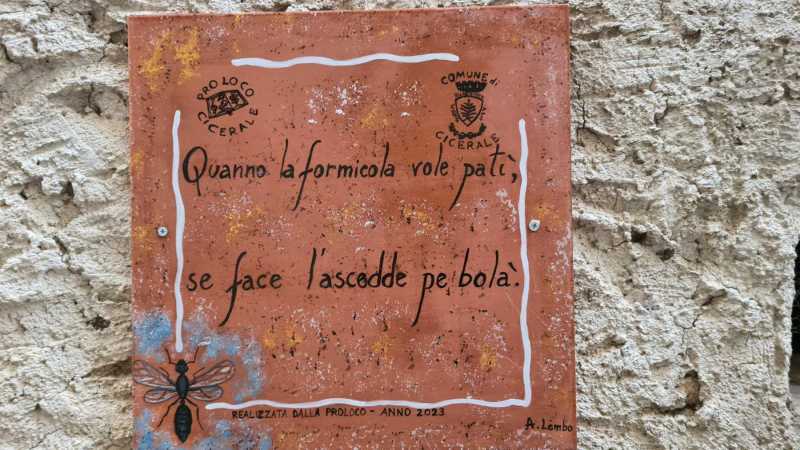 PRO LOCO
CICERALE
COMUNE di
CICERALE
Quanno la formicola vole patì,
se face l'ascedde pe bolà.
REALIZZATA DALLA PROLOCO - ANNO 2023
A. Lembo